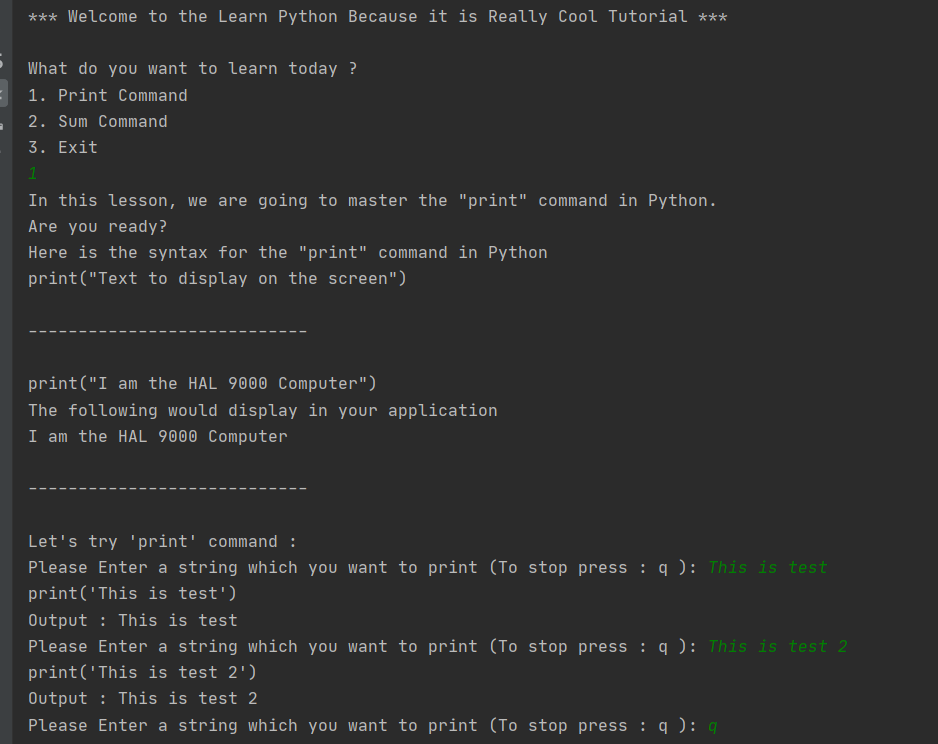 *** Welcome to the Learn Python Because it is Really Cool Tutorial ***
What do you want to learn today ?
1. Print Command
2. Sum Command
3. Exit
1
In this lesson, we are going to master the "print" command in Python.
Are you ready?
Here is the syntax for the "print" command in Python
print("Text to display on the screen")
----------------------------
print("I am the HAL 9000 Computer")
The following would display in your application
I am the HAL 9000 Computer
----------------------------
Let's try 'print' command :
Please Enter a string which you want to print (To stop press : q ): This is test
print('This is test')
Output : This is test
Please Enter a string which you want to print (To stop press : q ): This is test 2
print('This is test 2')
Output : This is test 2
Please Enter a string which you want to print (To stop press : q ): q